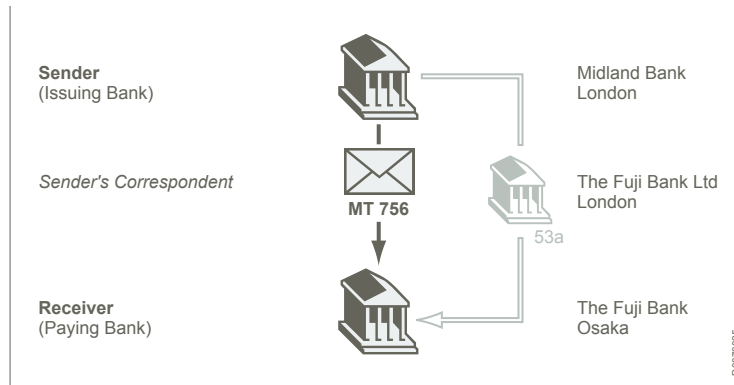 Sender
(Issuing Bank)
Midland Bank
London
Sender's Correspondent
MT 756
The Fuji Bank Ltd
London
53a
Receiver
(Paying Bank)
The Fuji Bank
Osaka